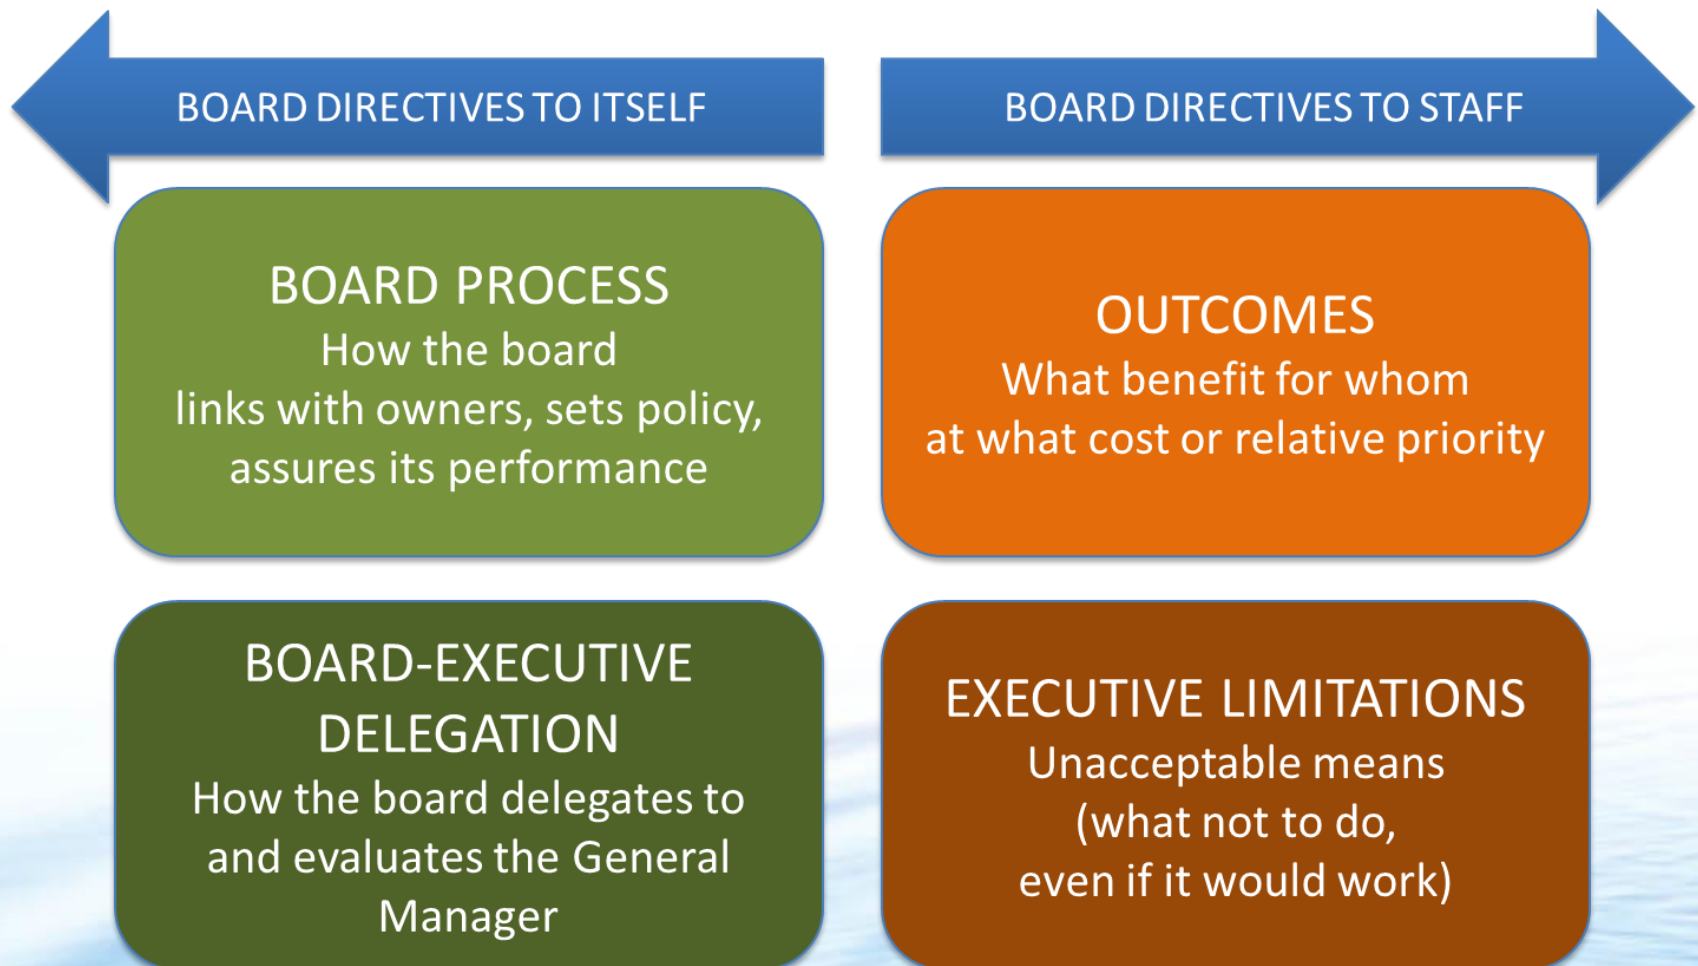 BOARD DIRECTIVES TO ITSELF
BOARD DIRECTIVES TO STAFF
BOARD PROCESS
How the board
links with owners, sets policy,
assures its performance
OUTCOMES
What benefit for whom
at what cost or relative priority
BOARD-EXECUTIVE
DELEGATION
How the board delegates to
and evaluates the General
Manager
EXECUTIVE LIMITATIONS
Unacceptable means
(what not to do,
even if it would work)